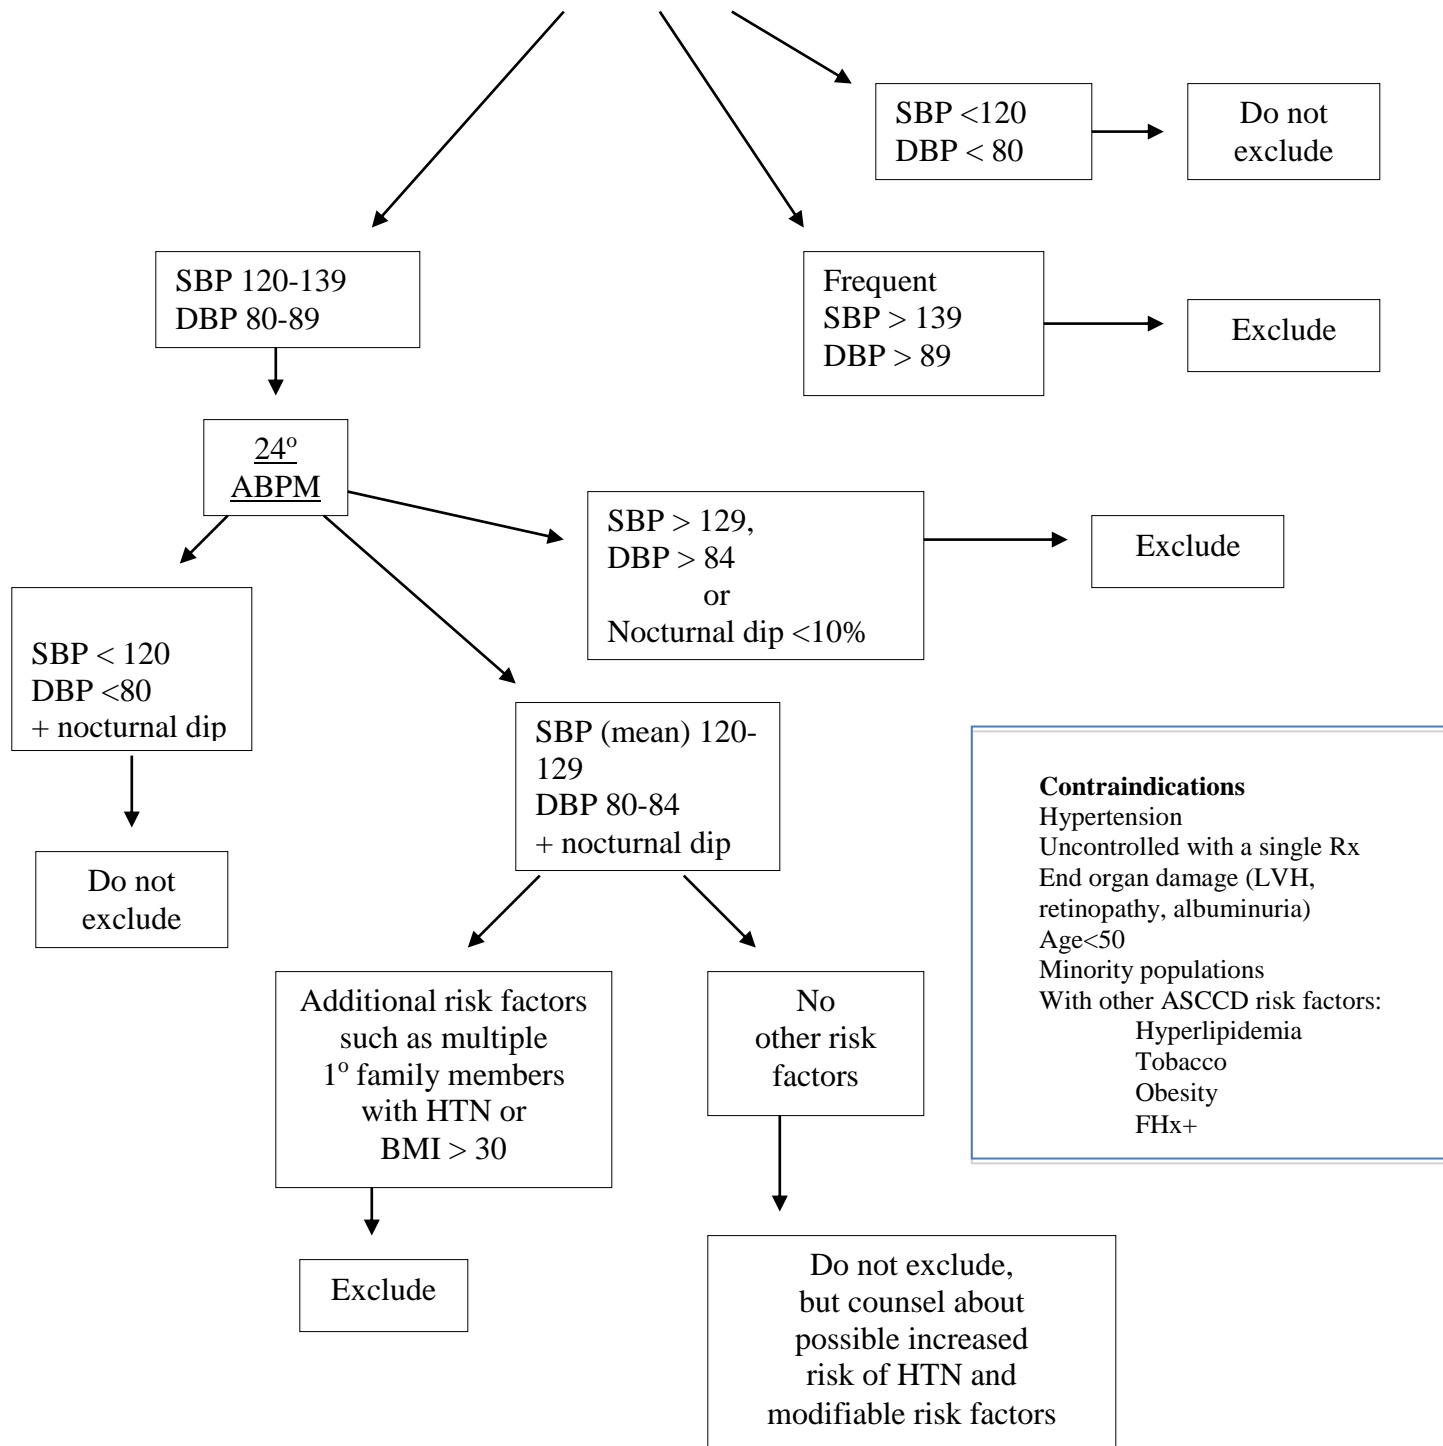 SBP <120
DBP < 80
Do not
exclude
SBP 120-139
DBP 80-89
Frequent
SBP > 139
DBP > 89
Exclude
24º
ABPM
SBP > 129,
DBP > 84
or
Nocturnal dip <10%
Exclude
SBP < 120
DBP <80
+ nocturnal dip
SBP (mean) 120-
129
DBP 80-84
+ nocturnal dip
Do not
exclude
Contraindications
Hypertension
Uncontrolled with a single Rx
End organ damage (LVH,
retinopathy, albuminuria)
Age<50
Minority populations
With other ASCCD risk factors:
Hyperlipidemia
Tobacco
Obesity
FHx+
Additional risk factors
such as multiple
1º family members
with HTN or
BMI > 30
No
other risk
factors
Exclude
Do not exclude,
but counsel about
possible increased
risk of HTN and
modifiable risk factors